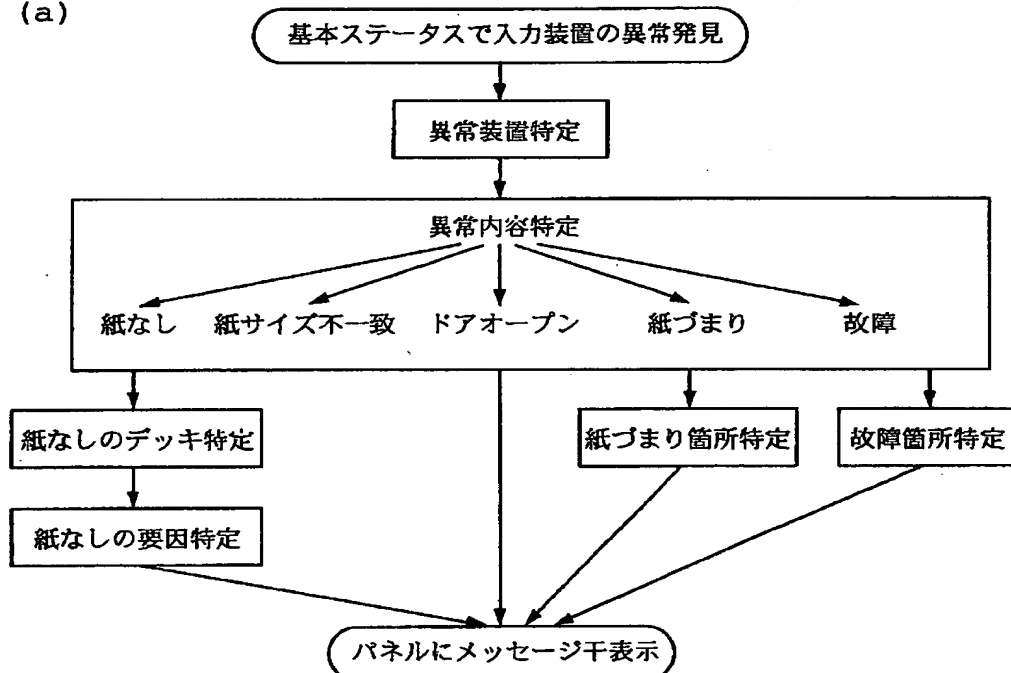 (a)
基本ステータスで入力装置の異常発見
異常装置特定
異常内容特定
紙なし 紙サイズ不一致 ドアオープン 紙づまり 故障
紙なしのデッキ特定 紙づまり箇所特定 故障箇所特定
紙なしの要因特定
パネルにメッセージ干表示